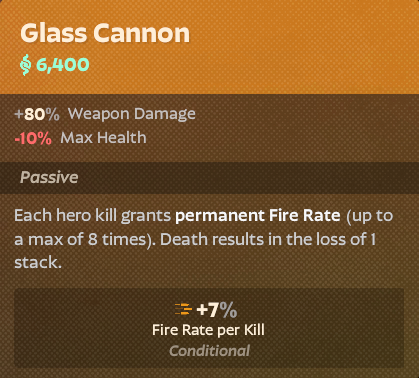 Glass Cannon
6,400
+80% Weapon Damage
-10% Max Health
Passive
Each hero kill grants permanent Fire Rate (up to
a max of 8 times). Death results in the loss of 1
stack.
+7%
Fire Rate per Kill
Conditional